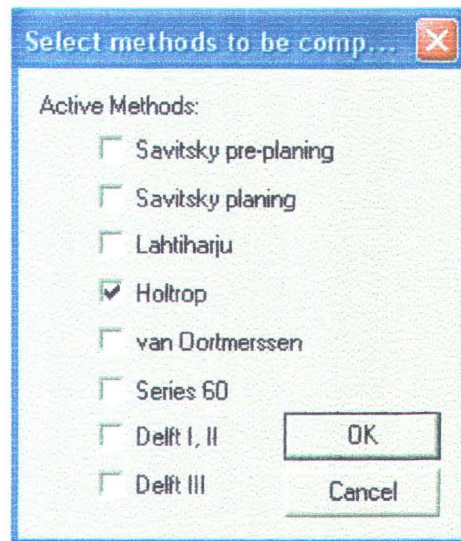 Select methods to be comp...
Active Methods:
Savitsky pre-planing
Savitsky planing
Lahtiharju
Holtrop
van Oortmerssen
Series 60
Delft I, II
OK
Delft III
Cancel